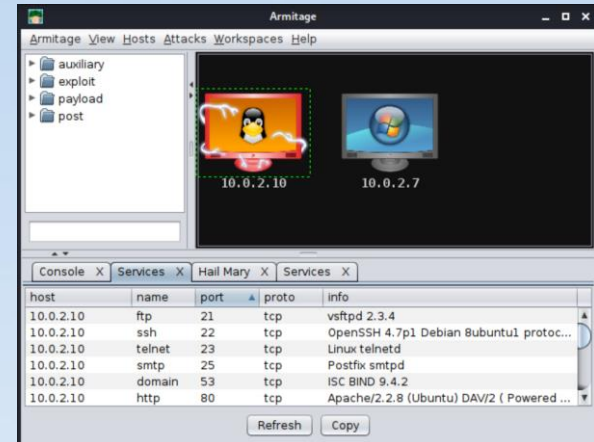 Armitage
Armitage View Hosts Attacks Workspaces Help
auxiliary
exploit
payload
post
10.0.2.10 10.0.2.7
Console X Services X Hail Mary X Services X
host name port proto info
10.0.2.10 ftp 21 tcp vsftpd 2.3.4
10.0.2.10 ssh 22 tcp OpenSSH 4.7p1 Debian 8ubuntu1 protoc...
10.0.2.10 telnet 23 tcp Linux telnetd
10.0.2.10 smtp 25 tcp Postfix smtpd
10.0.2.10 domain 53 tcp ISC BIND 9.4.2
10.0.2.10 http 80 tcp Apache/2.2.8 (Ubuntu) DAV/2 ( Powered ...
Refresh Copy